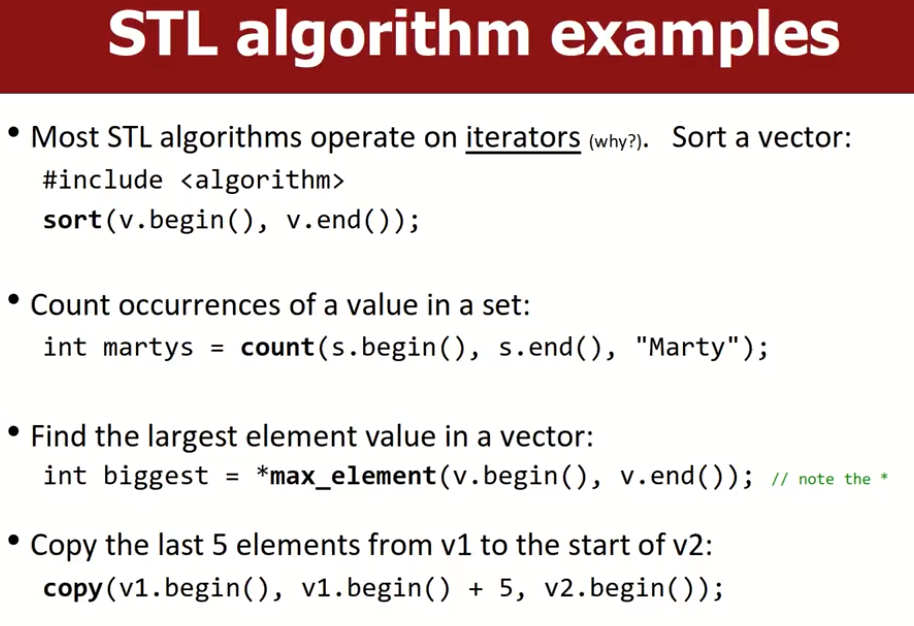 STL algorithm examples
• Most STL algorithms operate on iterators (why?). Sort a vector:
#include <algorithm>
sort(v.begin(), v.end());
• Count occurrences of a value in a set:
int martys = count(s.begin(), s.end(), "Marty");
• Find the largest element value in a vector:
int biggest = *max_element(v.begin(), v.end()); // note the *
• Copy the last 5 elements from v1 to the start of v2:
copy(v1.begin(), v1.begin() + 5, v2.begin());